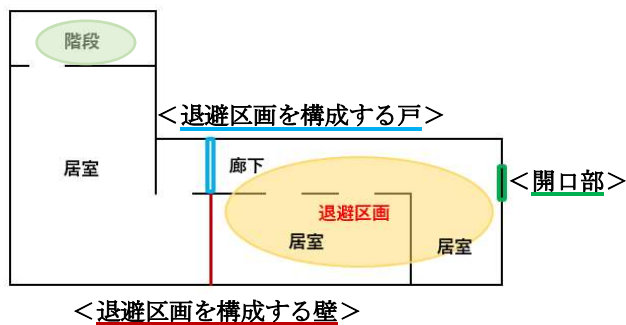 階段
＜退避区画を構成する戸＞
居室
廊下
＜開口部＞
退避区画
居室
居室
＜退避区画を構成する壁＞